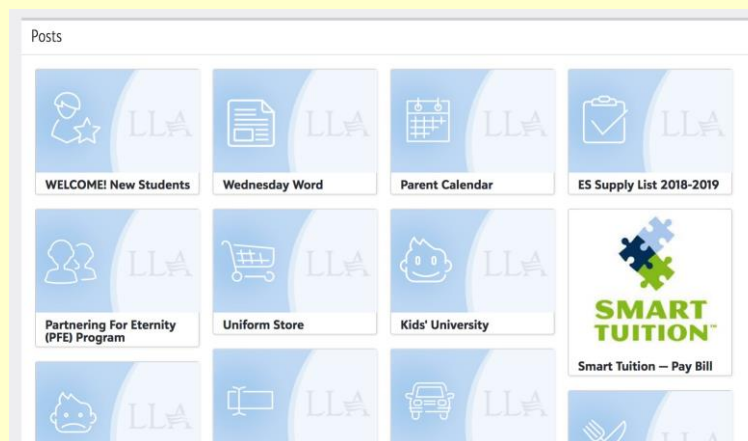 Posts
LLA
LLA
LLA
LLA
WELCOME! New Students
Wednesday Word
Parent Calendar
ES Supply List 2018-2019
LLA
LLA
LLA
SMART
TUITION™
Partnering For Eternity
(PFE) Program
Uniform Store
Kids' University
Smart Tuition — Pay Bill
LLA
LLA
LLA
LLA